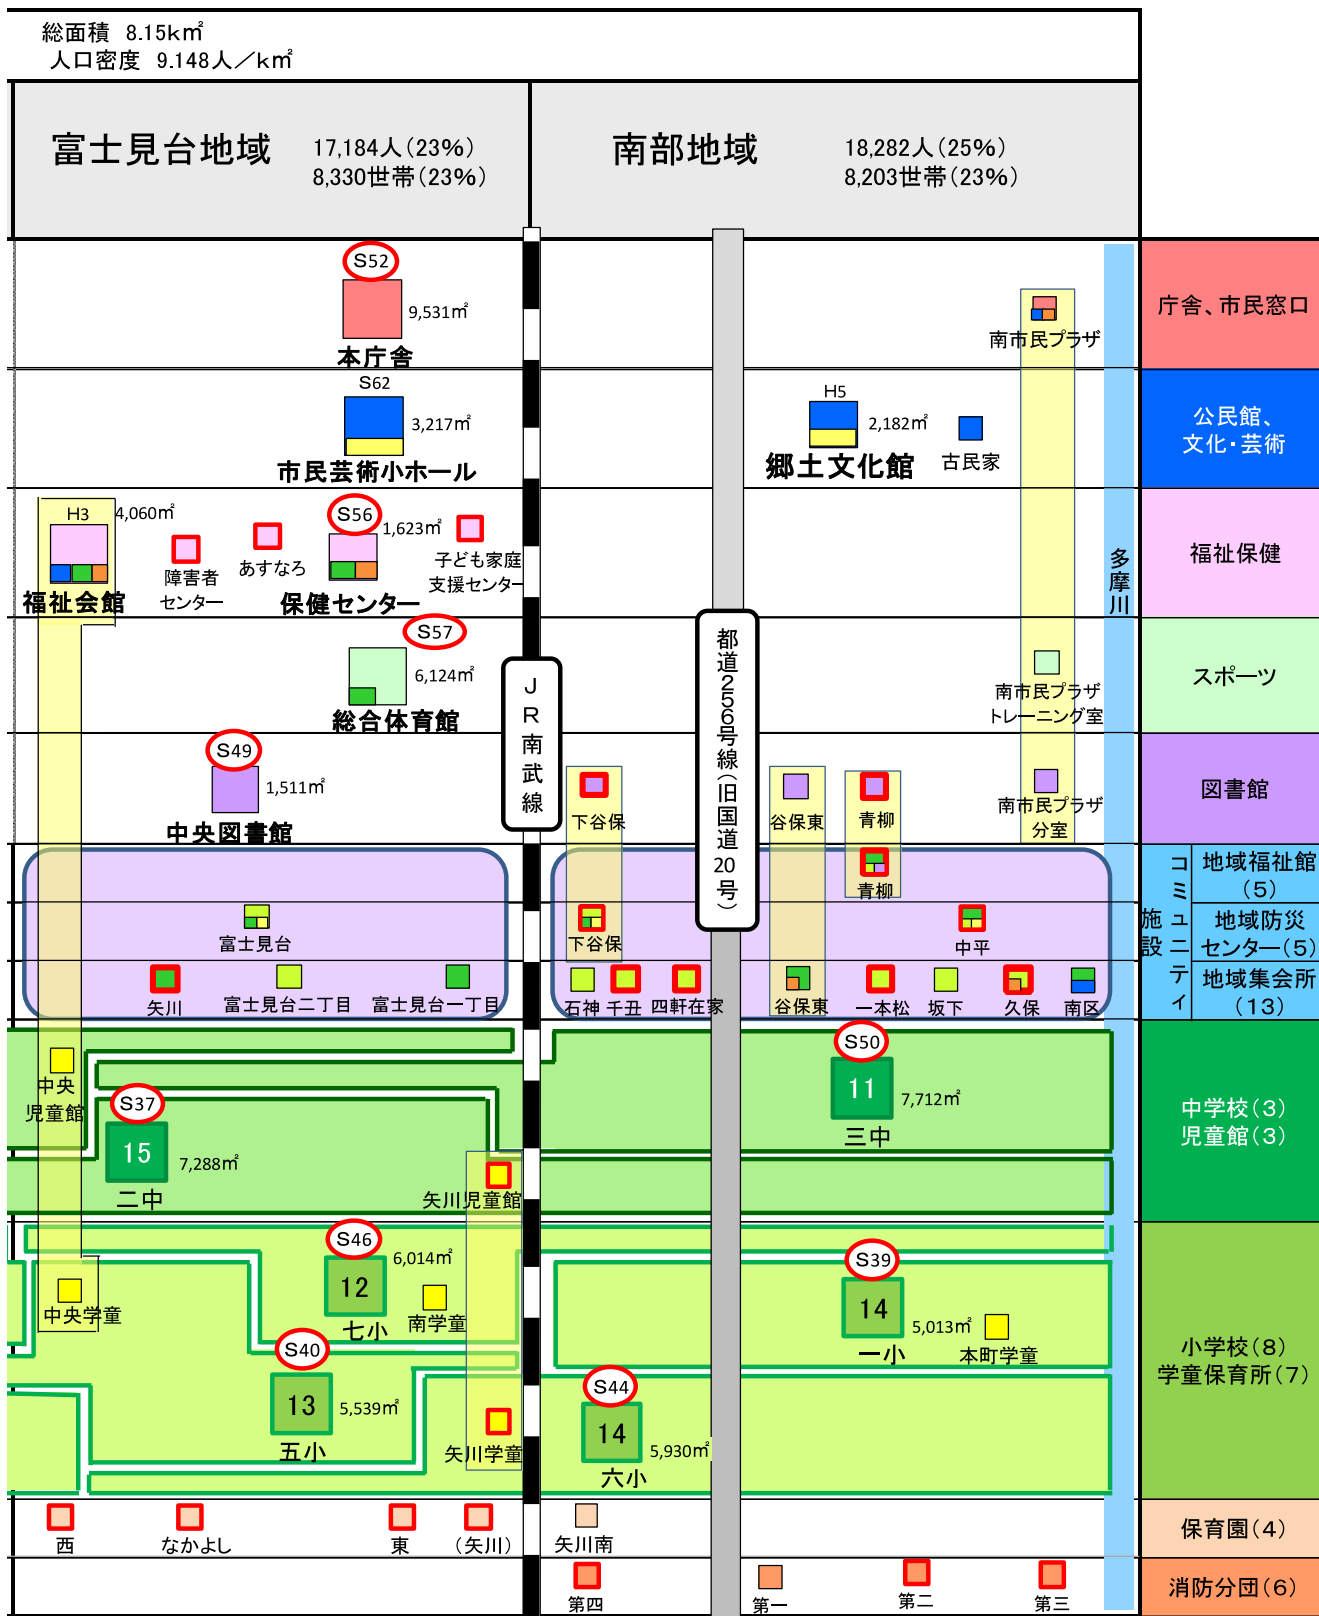 総面積 8.15k㎡
人口密度 9.148人／k㎡
富士見台地域
17,184人（23%）
8,330世帯（23%）
南部地域
18,282人（25%）
8,203世帯（23%）
S52
9,531㎡
本庁舎
南市民プラザ
庁舎、市民窓口
S62
3,217㎡
市民芸術小ホール
H5
2,182㎡
郷土文化館
古民家
公民館、
文化・芸術
H3
4,060㎡
福祉会館
障害者
センター
あすなろ
S56
1,623㎡
保健センター
子ども家庭
支援センター
多摩川
福祉保健
S57
6,124㎡
総合体育館
JR南武線
都道256号線（旧国道20号）
南市民プラザ
トレーニング室
スポーツ
S49
1,511㎡
中央図書館
下谷保
谷保東
青柳
南市民プラザ
分室
図書館
青柳
コミュニティ
施設
地域福祉館
（5）
富士見台
下谷保
中平
地域防災
センター（5）
矢川
富士見台二丁目
富士見台一丁目
石神
千丑
四軒在家
谷保東
一本松
坂下
久保
南区
地域集会所
（13）
中央
児童館
S37
15
7,288㎡
二中
矢川児童館
S50
11
7,712㎡
三中
中学校（3）
児童館（3）
中央学童
S46
6,014㎡
12
七小
南学童
S40
13
5,539㎡
五小
矢川学童
S39
14
5,013㎡
一小
本町学童
S44
14
5,930㎡
六小
小学校（8）
学童保育所（7）
西
なかよし
東
（矢川）
矢川南
保育園（4）
第四
第一
第二
第三
消防分団（6）